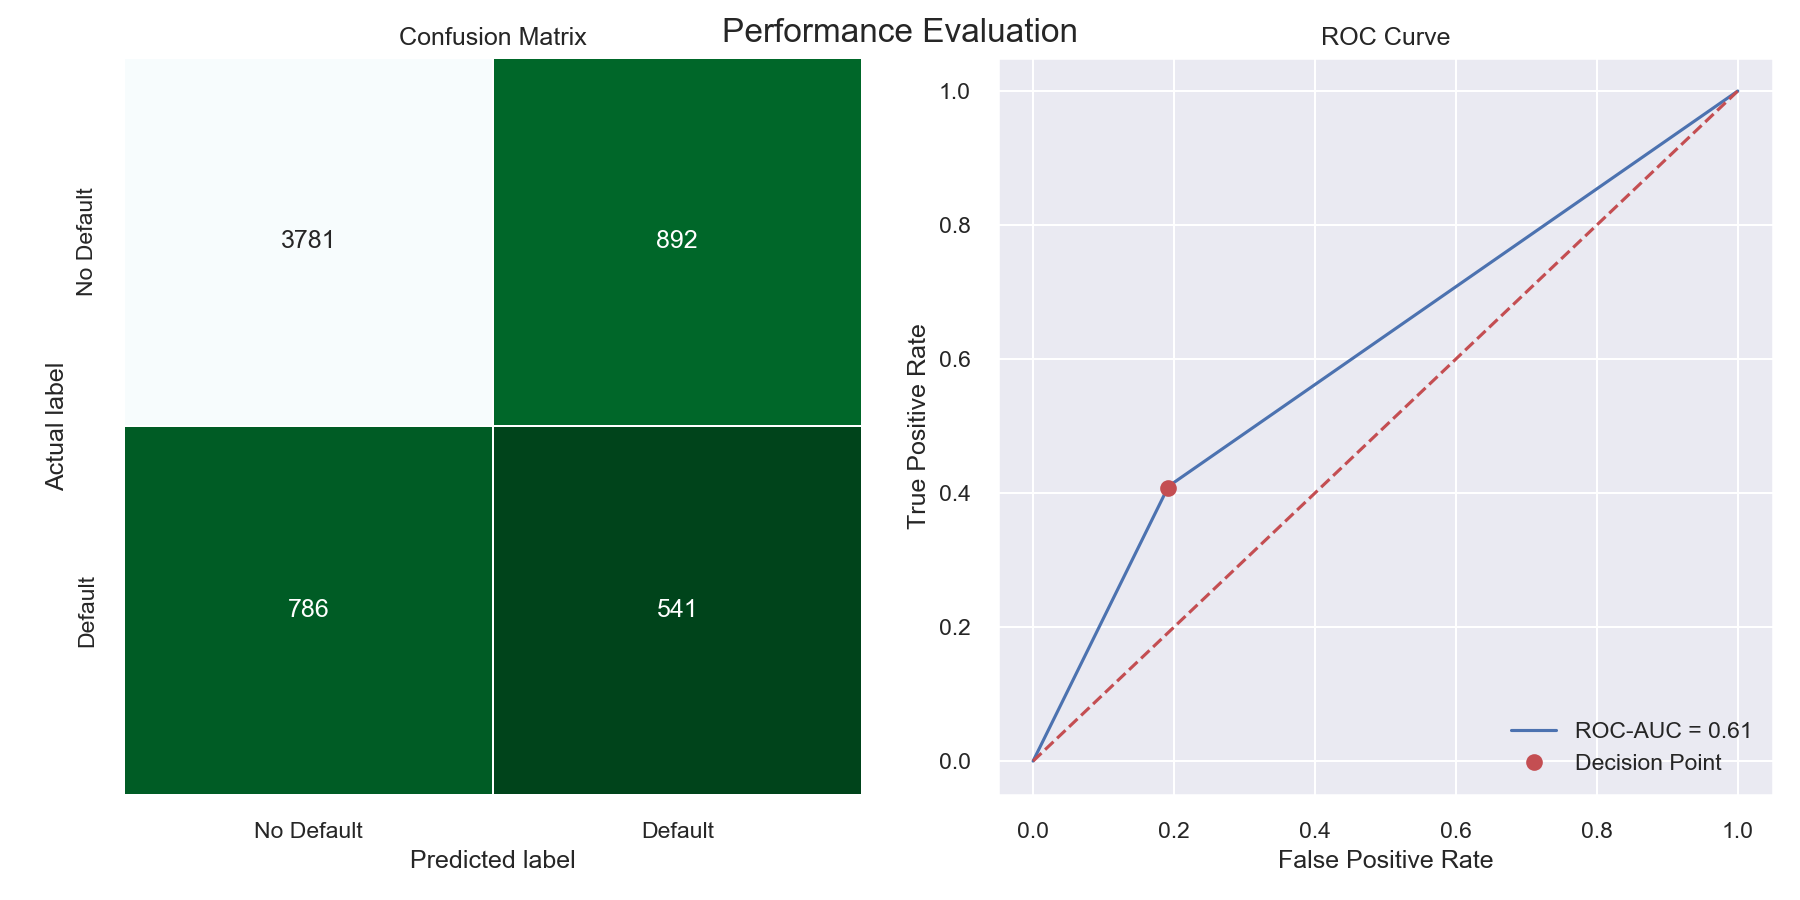 Performance Evaluation
Confusion Matrix
No Default
Default
Actual label
3781
892
786
541
No Default
Default
Predicted label
ROC Curve
True Positive Rate
1.0
0.8
0.6
0.4
0.2
0.0
ROC-AUC = 0.61
Decision Point
0.0
0.2
0.4
0.6
0.8
1.0
False Positive Rate